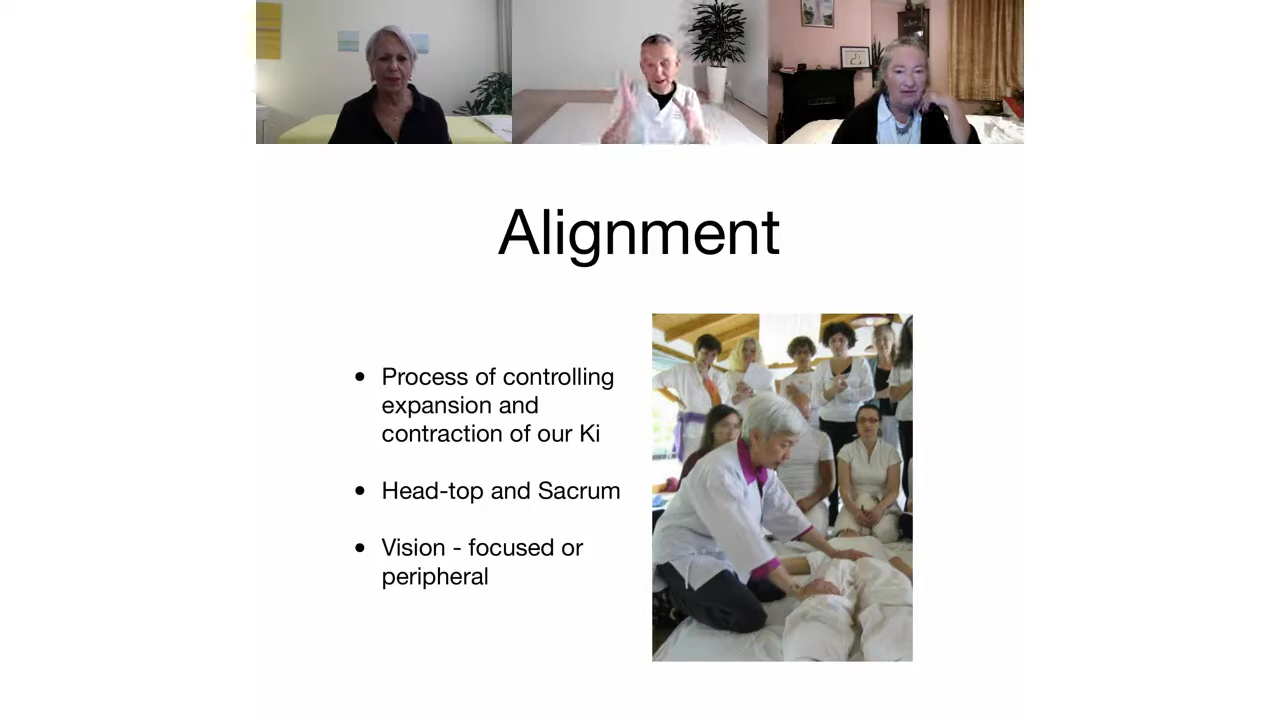 Alignment
• Process of controlling
expansion and
contraction of our Ki
• Head-top and Sacrum
• Vision - focused or
peripheral